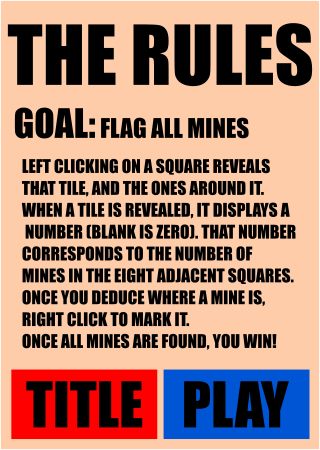 THE RULES
GOAL: FLAG ALL MINES
LEFT CLICKING ON A SQUARE REVEALS
THAT TILE, AND THE ONES AROUND IT.
WHEN A TILE IS REVEALED, IT DISPLAYS A
NUMBER (BLANK IS ZERO). THAT NUMBER
CORRESPONDS TO THE NUMBER OF
MINES IN THE EIGHT ADJACENT SQUARES.
ONCE YOU DEDUCE WHERE A MINE IS,
RIGHT CLICK TO MARK IT.
ONCE ALL MINES ARE FOUND, YOU WIN!
TITLE PLAY